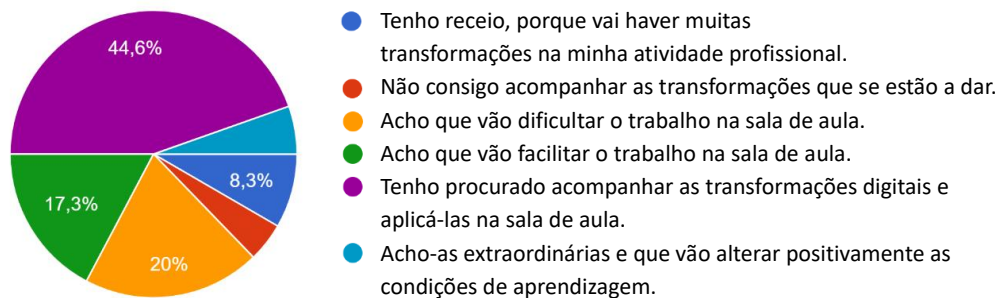 44,6%
8,3%
17,3%
20%
Tenho receio, porque vai haver muitas
transformações na minha atividade profissional.
Não consigo acompanhar as transformações que se estão a dar.
Acho que vão dificultar o trabalho na sala de aula.
Acho que vão facilitar o trabalho na sala de aula.
Tenho procurado acompanhar as transformações digitais e
aplicá-las na sala de aula.
Acho-as extraordinárias e que vão alterar positivamente as
condições de aprendizagem.